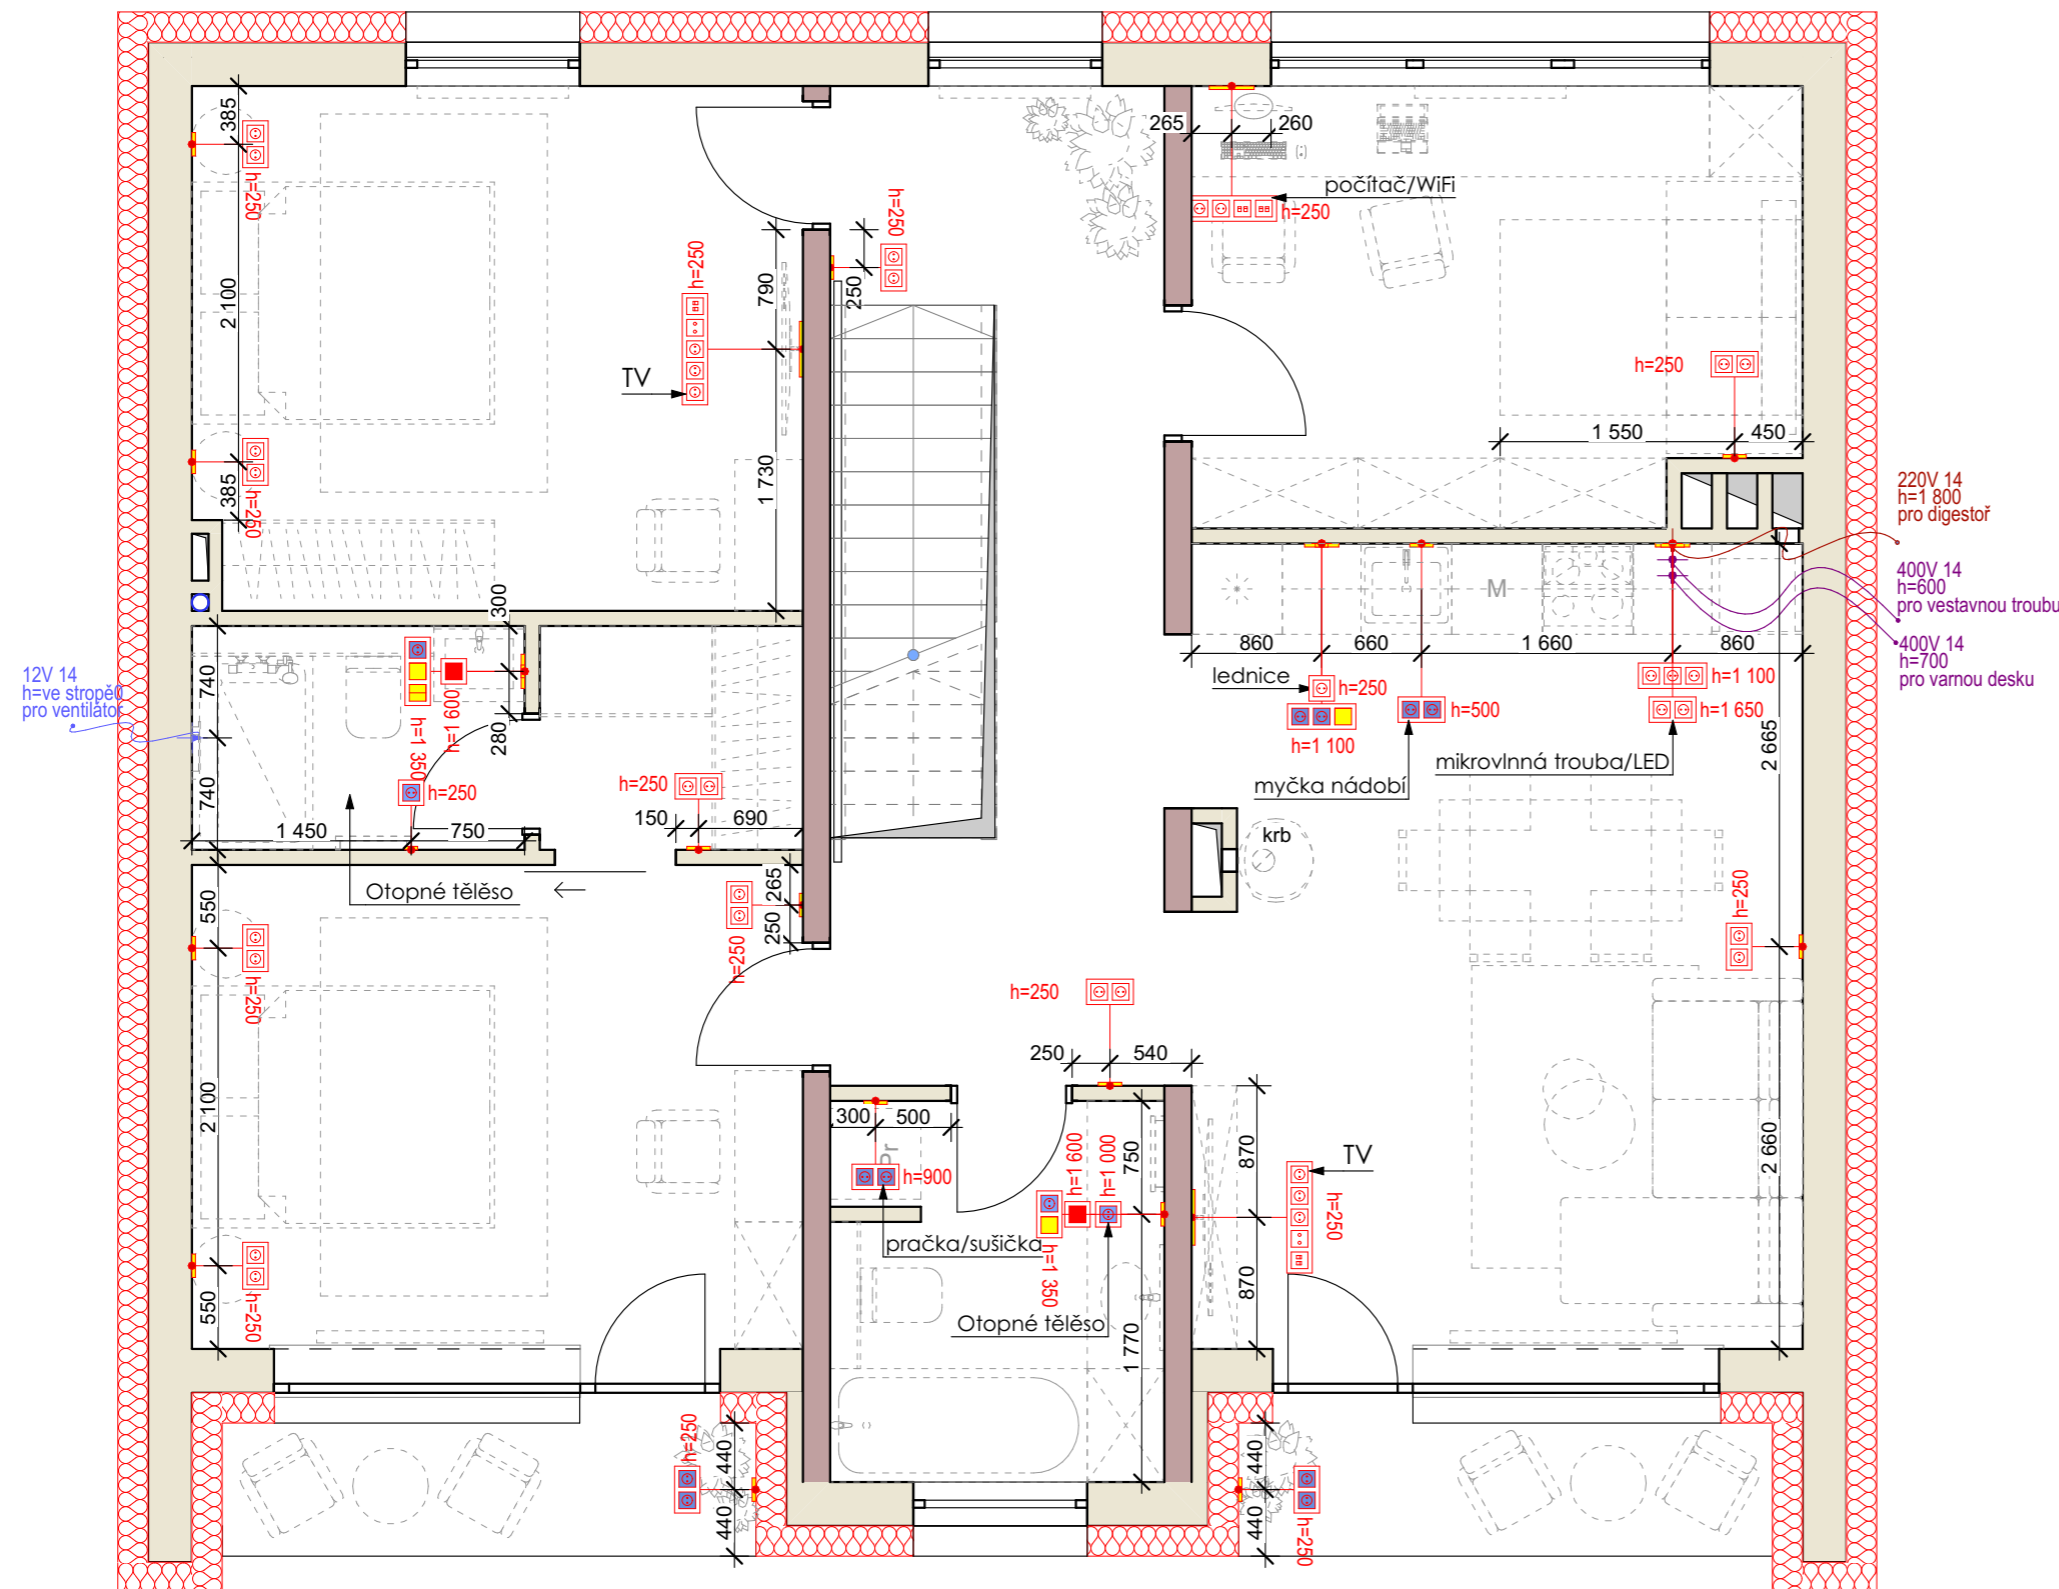 385
h=250
2 100
385
h=250
h=250
TV
790
1 730
h=250
250
265
260
počítač/WiFi
h=250
h=250
1 550
450
220V 14
h=1 800
pro digestoř
400V 14
h=600
pro vestavnou troubu
400V 14
h=700
pro varnou desku
12V 14
h=ve stropě0
pro ventilátor
740
740
300
280
h=1 350
h=1 600
h=250
1 450
750
Otopné těleso
h=250
150
690
265
250
h=250
M
860
660
1 660
860
lednice
h=250
h=1 100
h=500
myčka nádobí
h=1 100
h=1 650
mikrovlnná trouba/LED
2 665
krb
h=250
550
h=250
2 100
h=250
550
h=250
250
540
300
500
Pr
h=900
pračka/sušička
h=1 600
h=1 000
h=1 350
750
Otopné těleso
1 770
870
870
TV
h=250
2 660
h=250
440
440
440
440
h=250